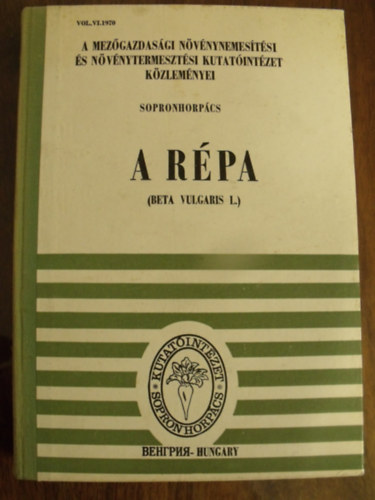 VOL.VI.1970
A MEZŐGAZDASÁGI NÖVÉNYNEMESÍTÉSI
ÉS NÖVÉNYTERMESZTÉSI KUTATÓINTÉZET
KÖZLEMÉNYEI
SOPRONHORPÁCS
A RÉPA
(BETA VULGARIS L.)
KUTATÓINTÉZET
SOPRONHORPÁCS
ВЕНГРИЯ-HUNGARY